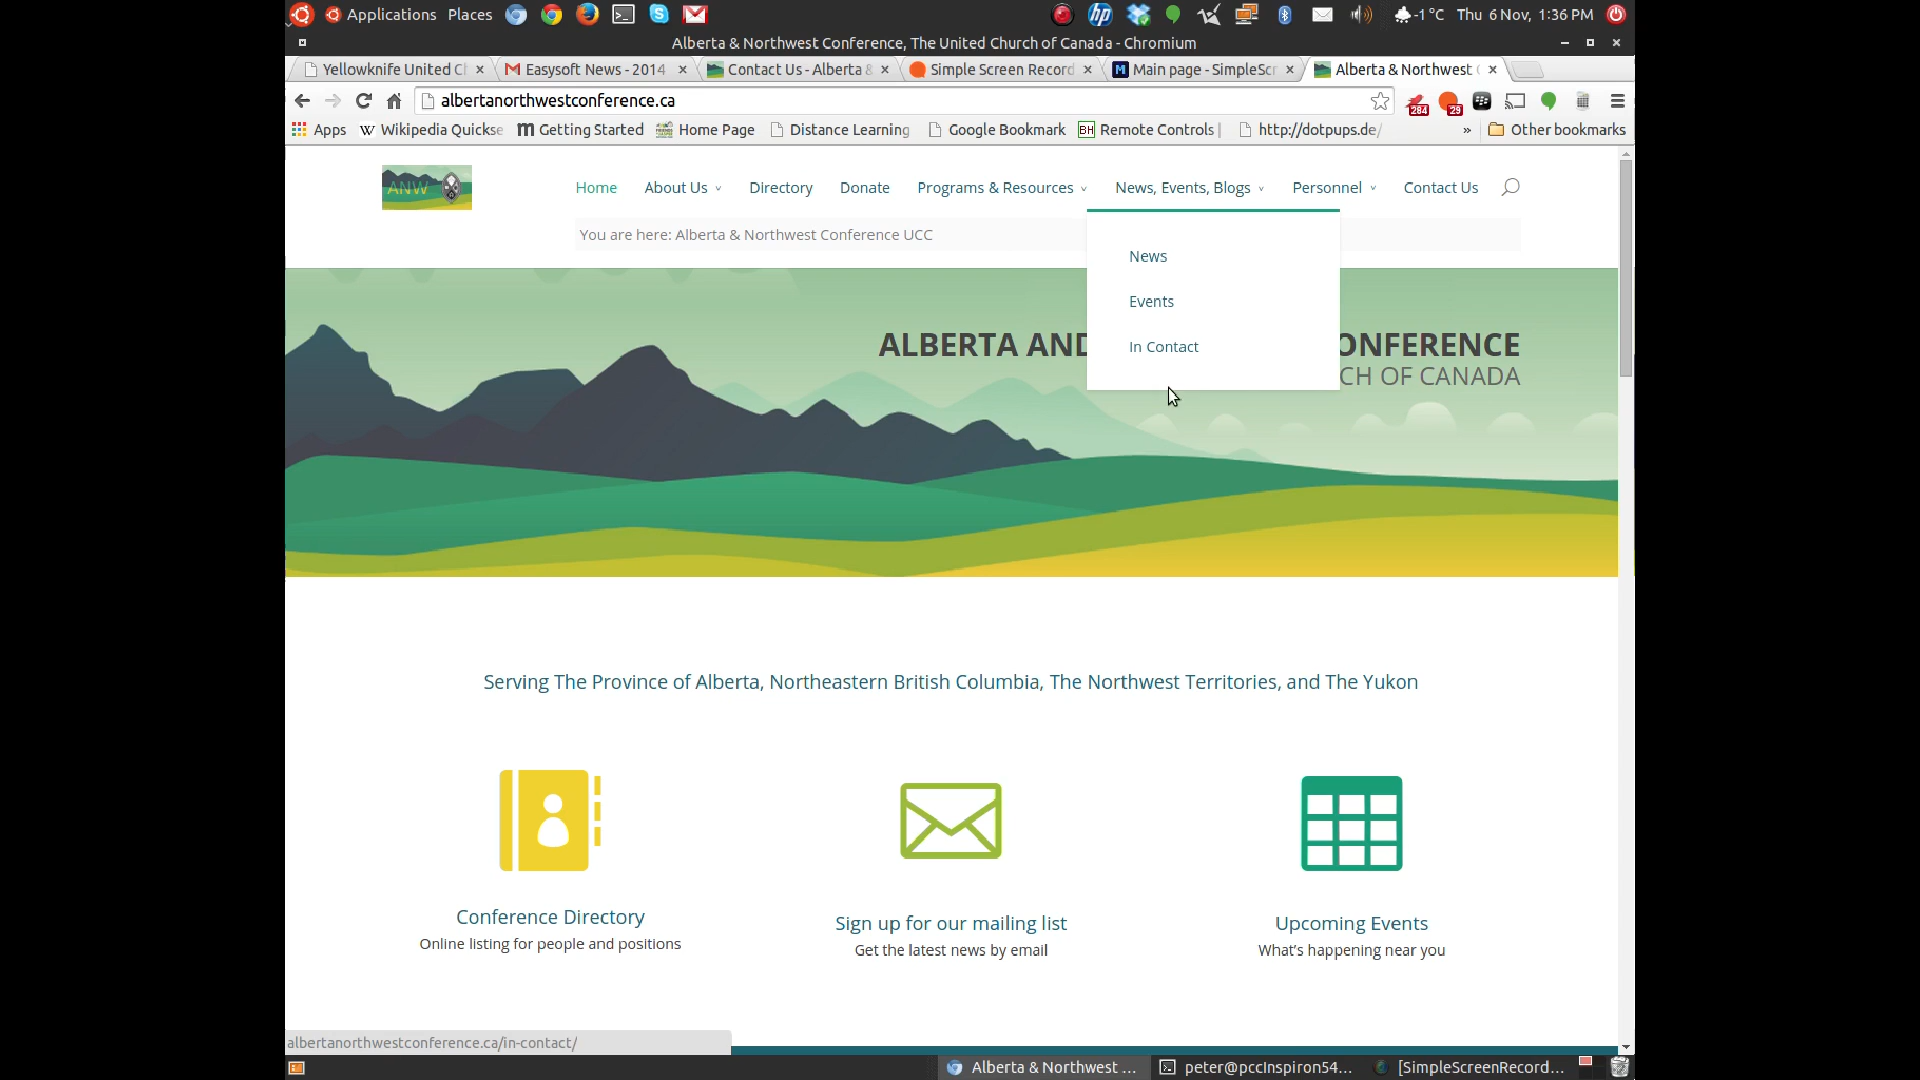 Applications Places
-1 °C Thu 6 Nov, 1:36 PM
Alberta & Northwest Conference, The United Church of Canada - Chromium
Yellowknife United Ch
Easysoft News - 2014
Contact Us - Alberta &
Simple Screen Record
Main page - SimpleScr
Alberta & Northwest
albertanorthwestconference.ca
284
29
Apps
Wikipedia Quickse
Getting Started
Home Page
Distance Learning
Google Bookmark
BH Remote Controls |
http://dotpups.de/
»
Other bookmarks
ANW
Home
About Us
Directory
Donate
Programs & Resources
News, Events, Blogs
Personnel
Contact Us
You are here: Alberta & Northwest Conference UCC
News
Events
In Contact
ALBERTA AND ONFERENCE
CH OF CANADA
Serving The Province of Alberta, Northeastern British Columbia, The Northwest Territories, and The Yukon
Conference Directory
Online listing for people and positions
Sign up for our mailing list
Get the latest news by email
Upcoming Events
What's happening near you
albertanorthwestconference.ca/in-contact/
Alberta & Northwest ...
peter@pccInspiron54...
[SimpleScreenRecord...